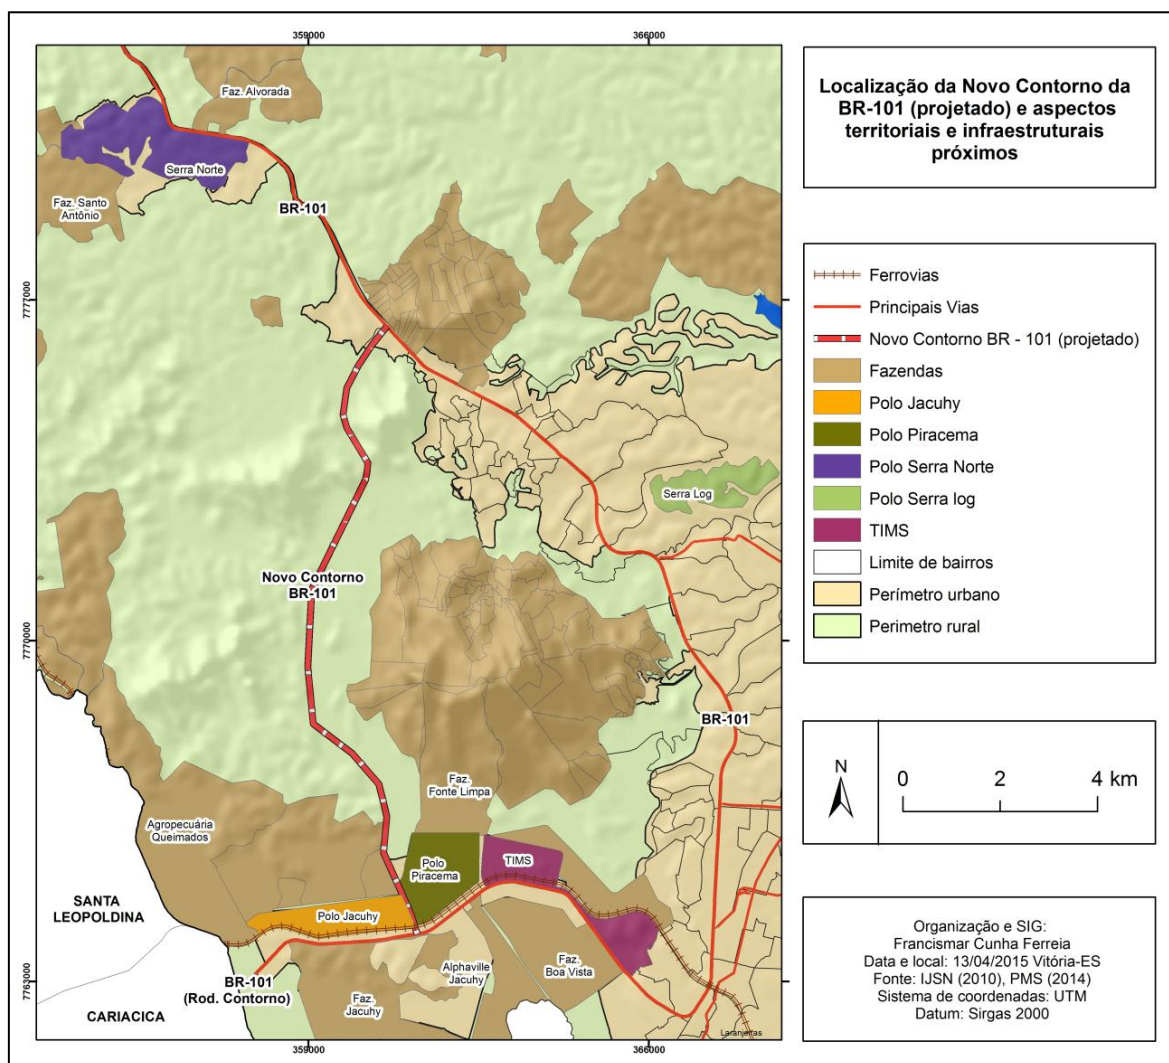 359000
366000
Faz. Alvorada
Serra Norte
Faz. Santo
Antônio
BR-101
7777000
Serra Log
Novo Contorno
BR-101
7770000
BR-101
Faz.
Fonte Limpa
Agropecuária
Queimados
Polo
Piracema
TIMS
SANTA
LEOPOLDINA
Polo Jacuhy
Alphaville
Jacuhy
Faz.
Boa Vista
BR-101
(Rod. Contorno)
Faz.
Jacuhy
7763000
CARIACICA
Laranjeiras
359000
366000
Localização da Novo Contorno da
BR-101 (projetado) e aspectos
territoriais e infraestruturais
próximos
Ferrovias
Principais Vias
Novo Contorno BR - 101 (projetado)
Fazendas
Polo Jacuhy
Polo Piracema
Polo Serra Norte
Polo Serra log
TIMS
Limite de bairros
Perímetro urbano
Perimetro rural
N
0 2 4 km
Organização e SIG:
Francismar Cunha Ferreia
Data e local: 13/04/2015 Vitória-ES
Fonte: IJSN (2010), PMS (2014)
Sistema de coordenadas: UTM
Datum: Sirgas 2000